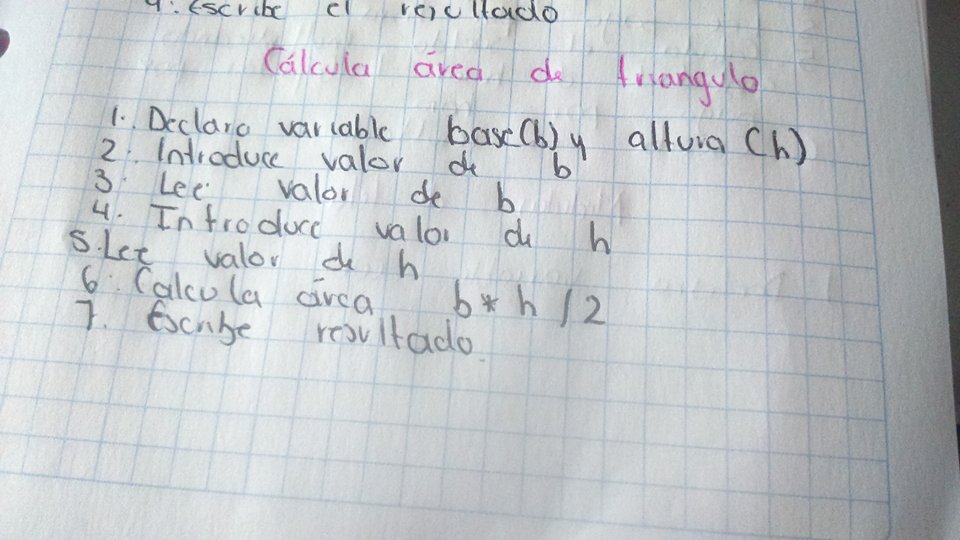 4. Escribe el resultado
Cálcula área de triangulo
1. Declara variable base(b) y altura (h)
2. Introduce valor de b
3. Lee valor de b
4. Introduce valor de h
5. Lee valor de h
6. Calcula área b * h / 2
7. Escribe resultado.